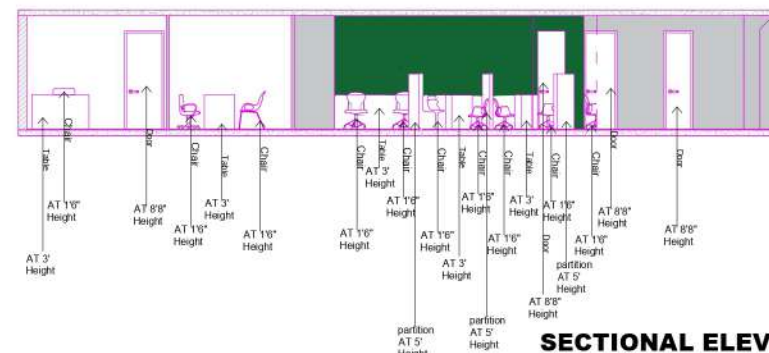 Table
AT 3'
Height
Chair
AT 1'6"
Height
Door
AT 8'8"
Height
Chair
AT 1'6"
Height
Table
AT 3'
Height
Chair
AT 1'6"
Height
Chair
AT 1'6"
Height
Table
AT 3'
Height
Chair
AT 1'6"
Height
partition
AT 5'
Height
Chair
AT 1'6"
Height
Table
AT 3'
Height
Chair
AT 1'6"
Height
partition
AT 5'
Height
Chair
AT 1'6"
Height
Table
AT 3'
Height
Door
AT 8'8"
Height
Chair
AT 1'6"
Height
partition
AT 5'
Height
Chair
AT 1'6"
Height
Door
AT 8'8"
Height
Door
AT 8'8"
Height
SECTIONAL ELEV